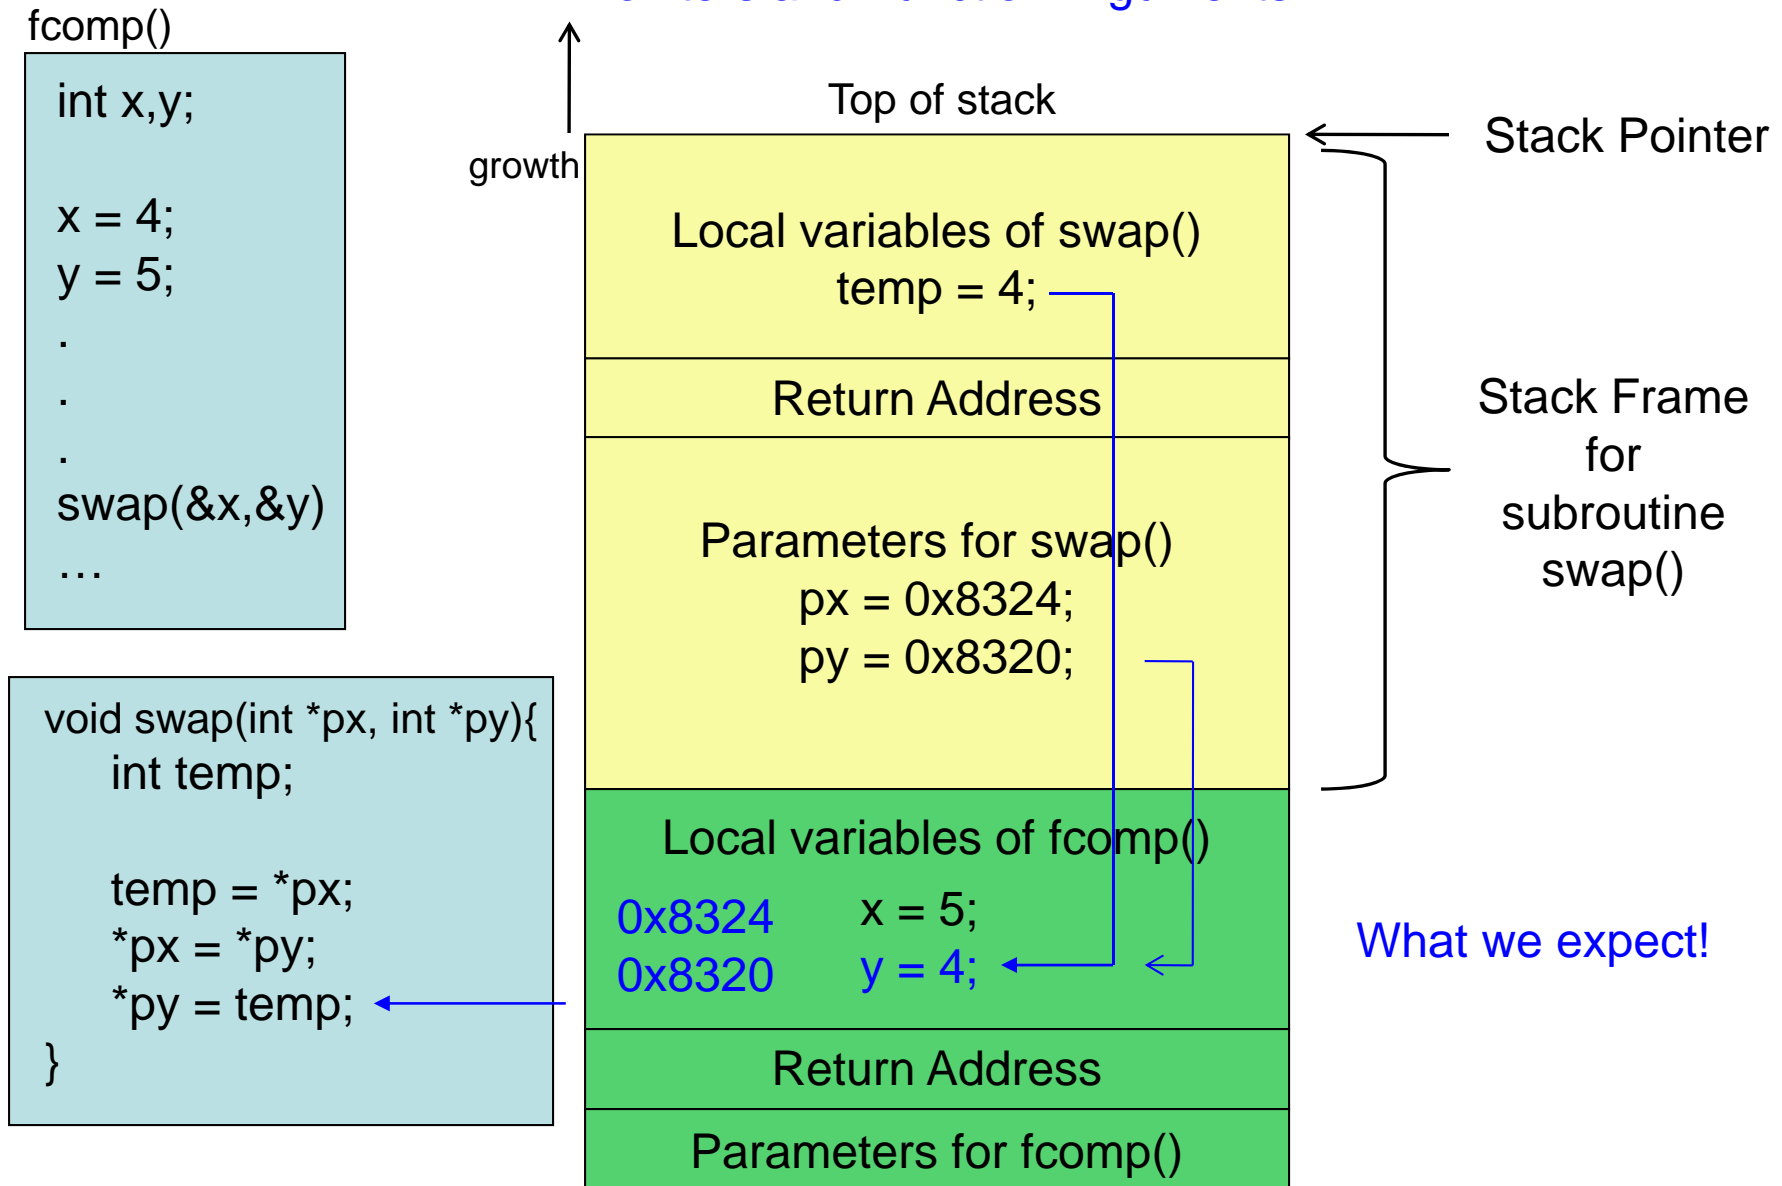 fcomp()
int x,y;
x = 4;
y = 5;
.
.
.
swap(&x,&y)
…
void swap(int *px, int *py){
int temp;
temp = *px;
*px = *py;
*py = temp;
}
growth
Top of stack
Local variables of swap()
temp = 4;
Return Address
Parameters for swap()
px = 0x8324;
py = 0x8320;
Local variables of fcomp()
0x8324 x = 5;
0x8320 y = 4;
Return Address
Parameters for fcomp()
Stack Pointer
Stack Frame
for
subroutine
swap()
What we expect!